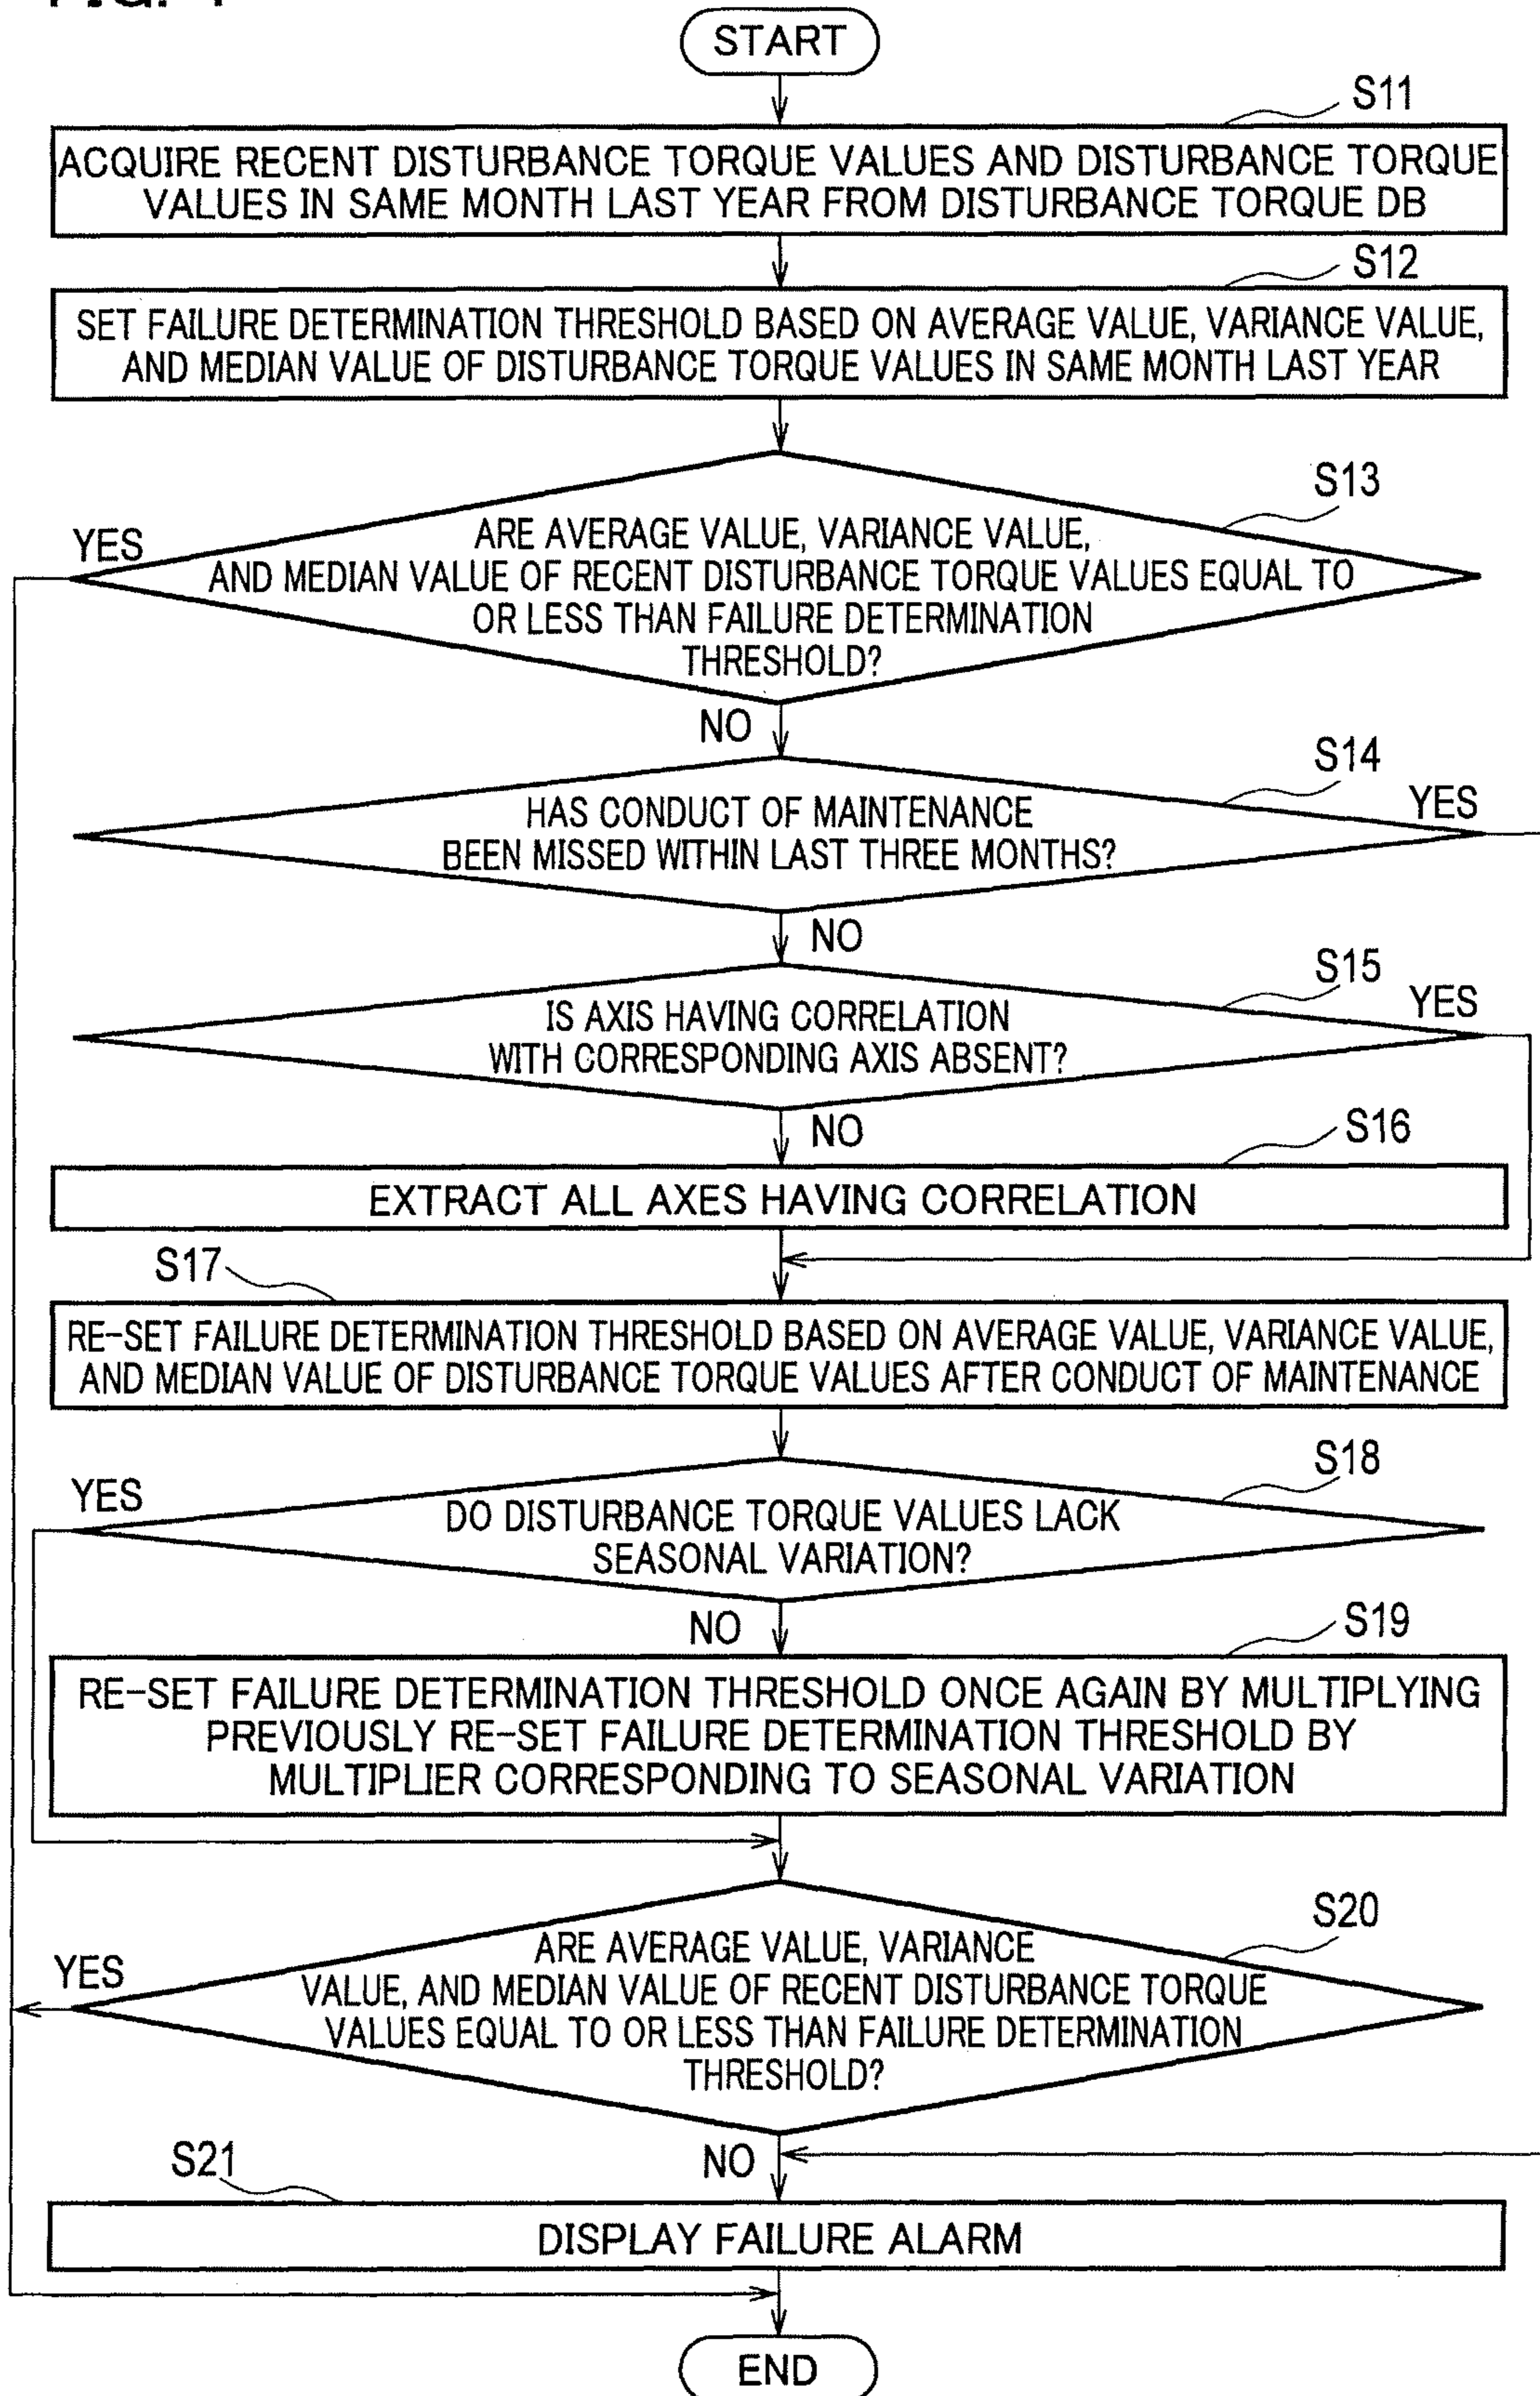 START
S11
ACQUIRE RECENT DISTURBANCE TORQUE VALUES AND DISTURBANCE TORQUE
VALUES IN SAME MONTH LAST YEAR FROM DISTURBANCE TORQUE DB
S12
SET FAILURE DETERMINATION THRESHOLD BASED ON AVERAGE VALUE, VARIANCE VALUE,
AND MEDIAN VALUE OF DISTURBANCE TORQUE VALUES IN SAME MONTH LAST YEAR
S13
YES
ARE AVERAGE VALUE, VARIANCE VALUE,
AND MEDIAN VALUE OF RECENT DISTURBANCE TORQUE VALUES EQUAL TO
OR LESS THAN FAILURE DETERMINATION
THRESHOLD?
NO
S14
YES
HAS CONDUCT OF MAINTENANCE
BEEN MISSED WITHIN LAST THREE MONTHS?
NO
S15
YES
IS AXIS HAVING CORRELATION
WITH CORRESPONDING AXIS ABSENT?
NO
S16
EXTRACT ALL AXES HAVING CORRELATION
S17
RE-SET FAILURE DETERMINATION THRESHOLD BASED ON AVERAGE VALUE, VARIANCE VALUE,
AND MEDIAN VALUE OF DISTURBANCE TORQUE VALUES AFTER CONDUCT OF MAINTENANCE
S18
YES
DO DISTURBANCE TORQUE VALUES LACK
SEASONAL VARIATION?
NO
S19
RE-SET FAILURE DETERMINATION THRESHOLD ONCE AGAIN BY MULTIPLYING
PREVIOUSLY RE-SET FAILURE DETERMINATION THRESHOLD BY
MULTIPLIER CORRESPONDING TO SEASONAL VARIATION
S20
YES
ARE AVERAGE VALUE, VARIANCE
VALUE, AND MEDIAN VALUE OF RECENT DISTURBANCE TORQUE
VALUES EQUAL TO OR LESS THAN FAILURE DETERMINATION
THRESHOLD?
NO
S21
DISPLAY FAILURE ALARM
END